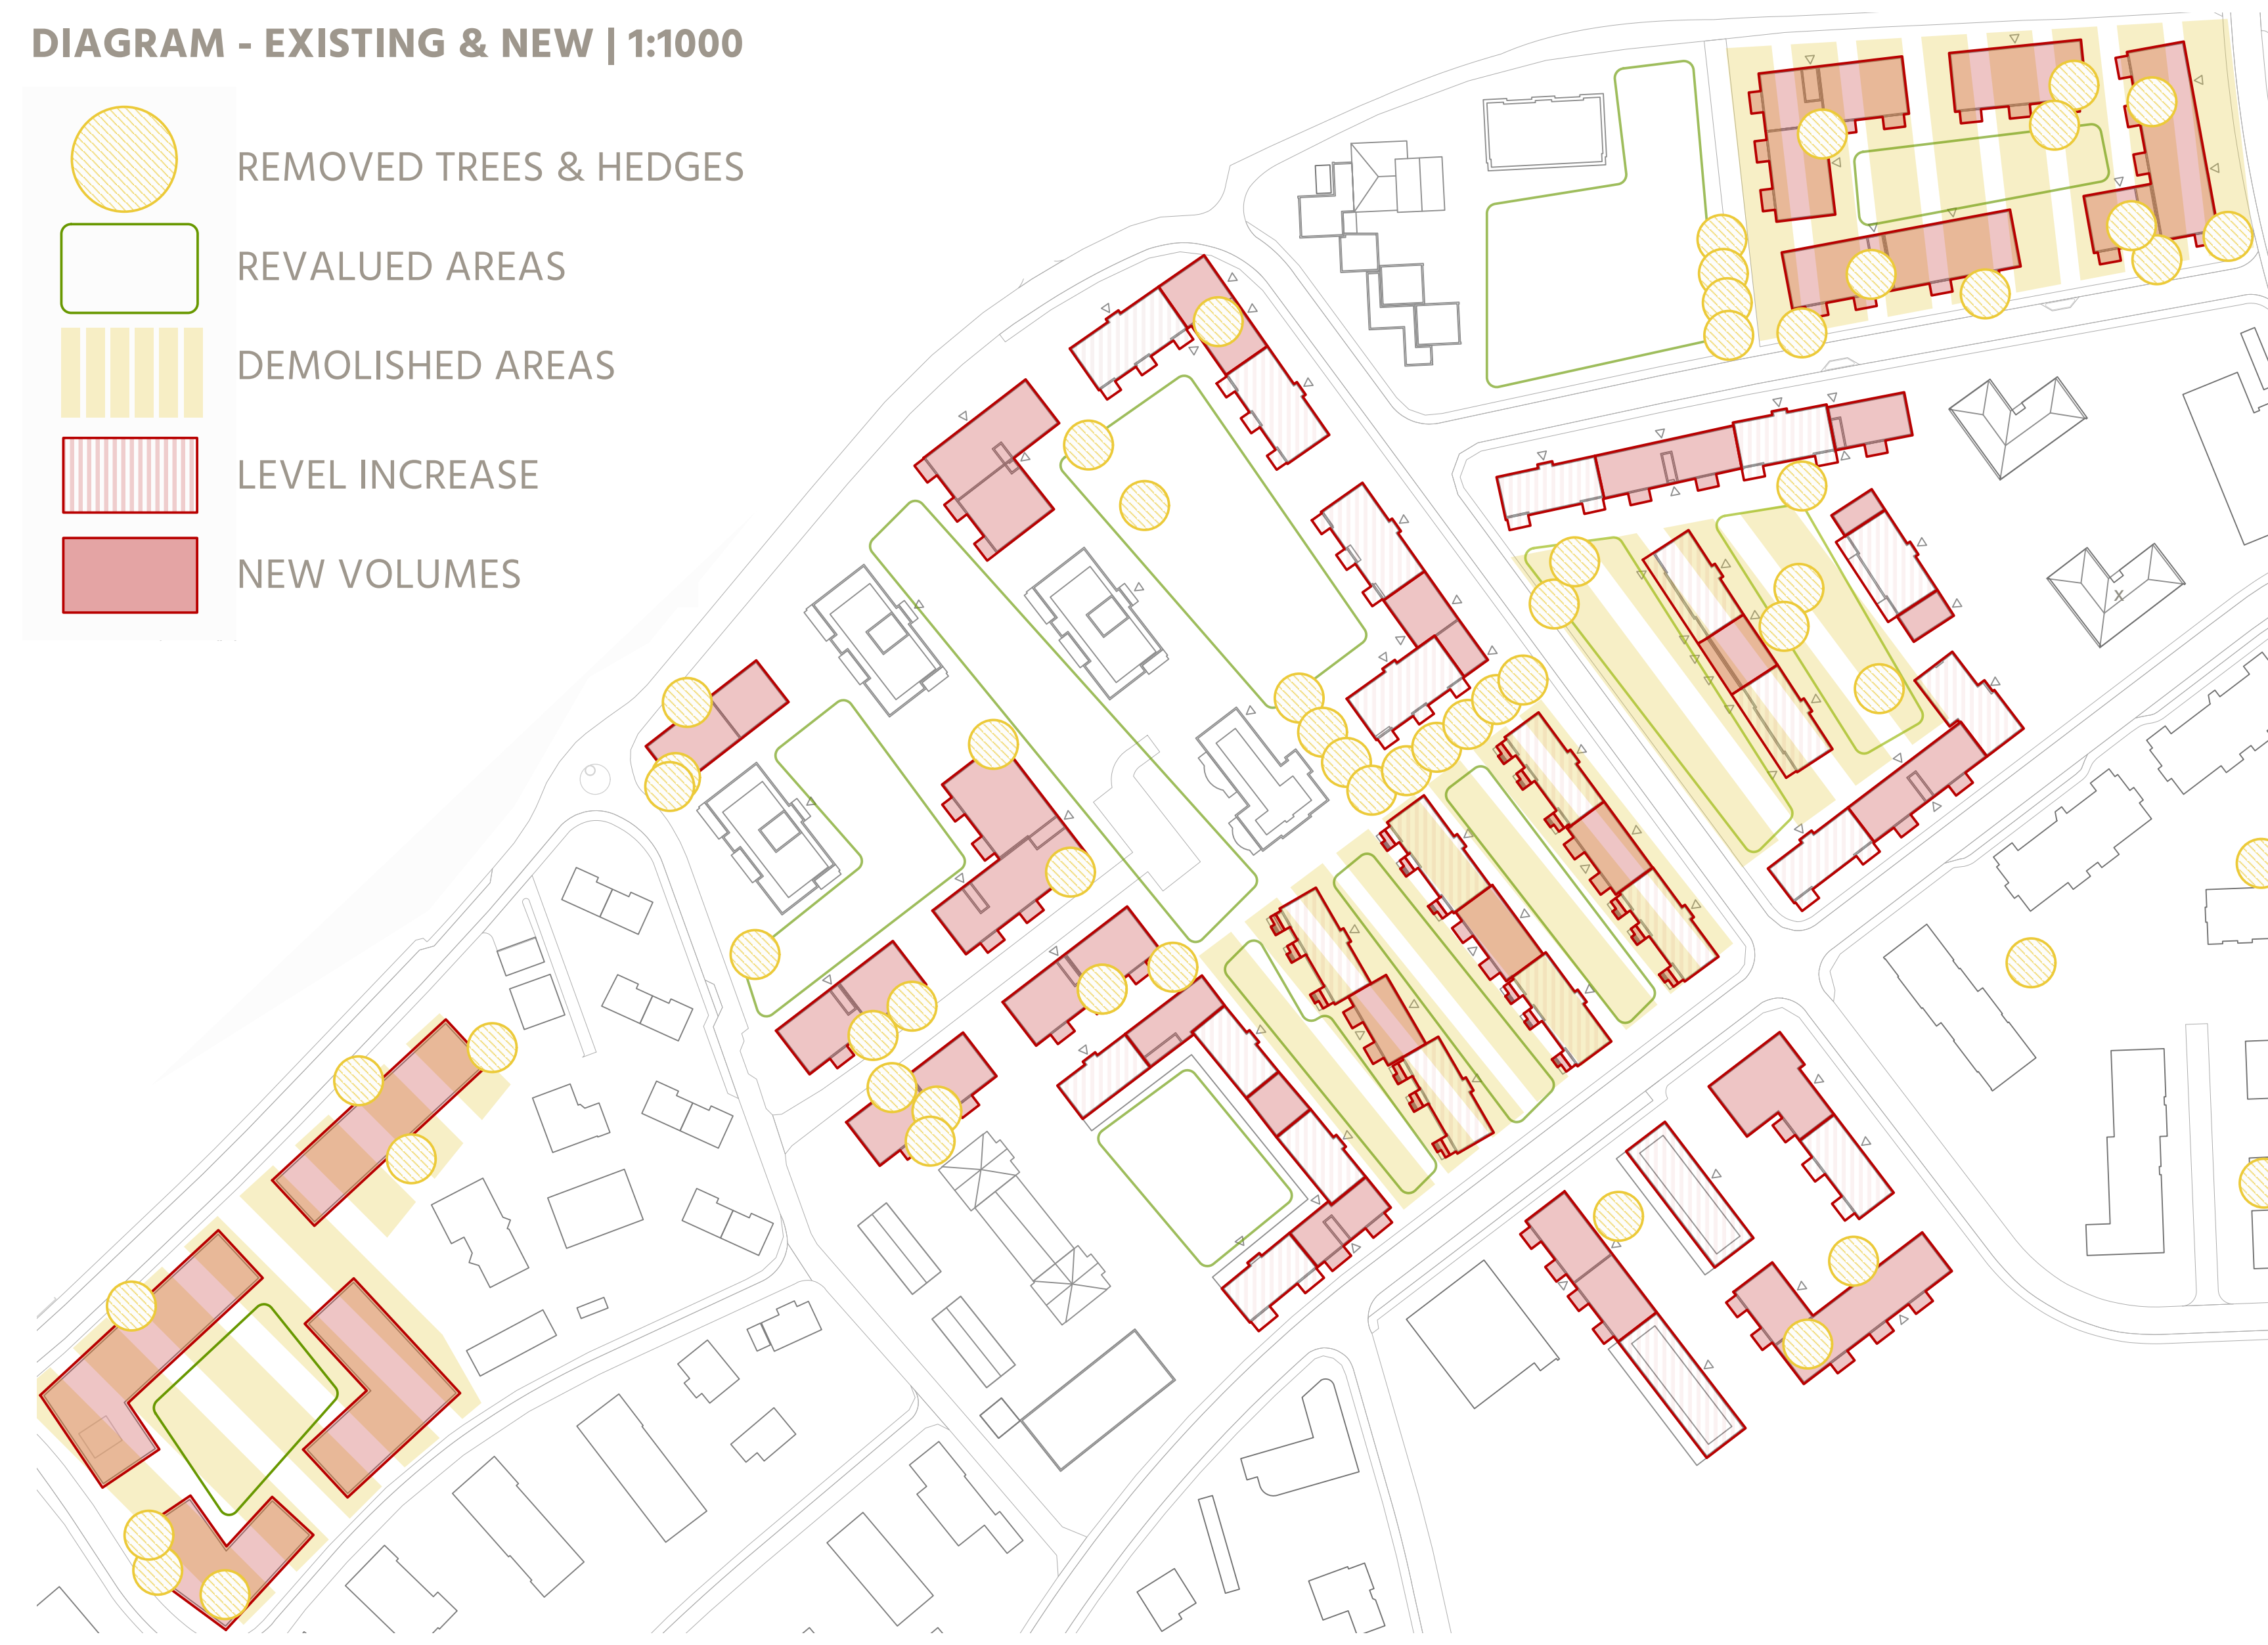 DIAGRAM - EXISTING & NEW | 1:1000
REMOVED TREES & HEDGES
REVALUED AREAS
DEMOLISHED AREAS
LEVEL INCREASE
NEW VOLUMES
X